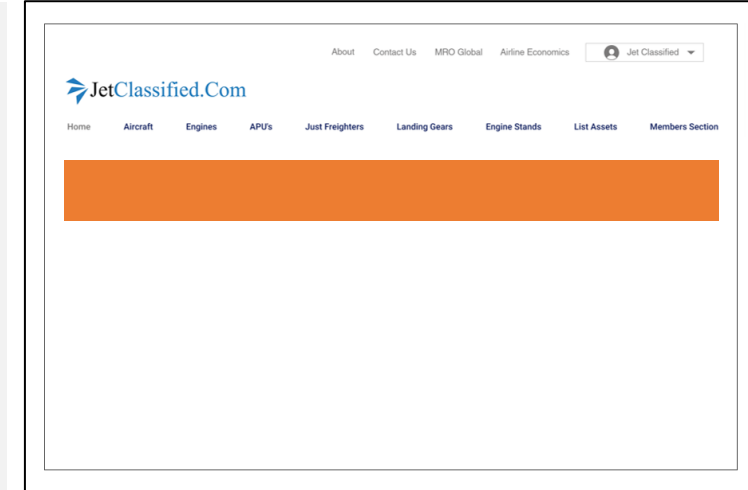 About Contact Us MRO Global Airline Economics Jet Classified
JetClassified.Com
Home Aircraft Engines APU's Just Freighters Landing Gears Engine Stands List Assets Members Section